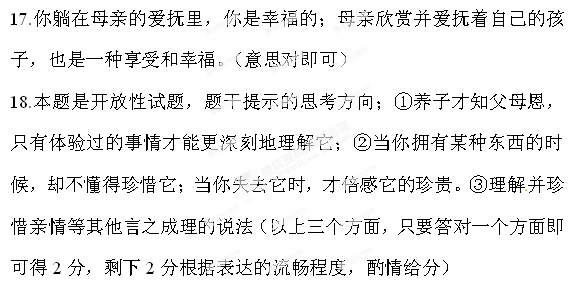 17.你躺在母亲的爱抚里，你是幸福的；母亲欣赏并爱抚着自己的孩
子，也是一种享受和幸福。（意思对即可）
18.本题是开放性试题，题干提示的思考方向；①养子才知父母恩，
只有体验过的事情才能更深刻地理解它；②当你拥有某种东西的时
候，却不懂得珍惜它；当你失去它时，才倍感它的珍贵。③理解并珍
惜亲情等其他言之成理的说法（以上三个方面，只要答对一个方面即
可得 2 分，剩下 2 分根据表达的流畅程度，酌情给分）